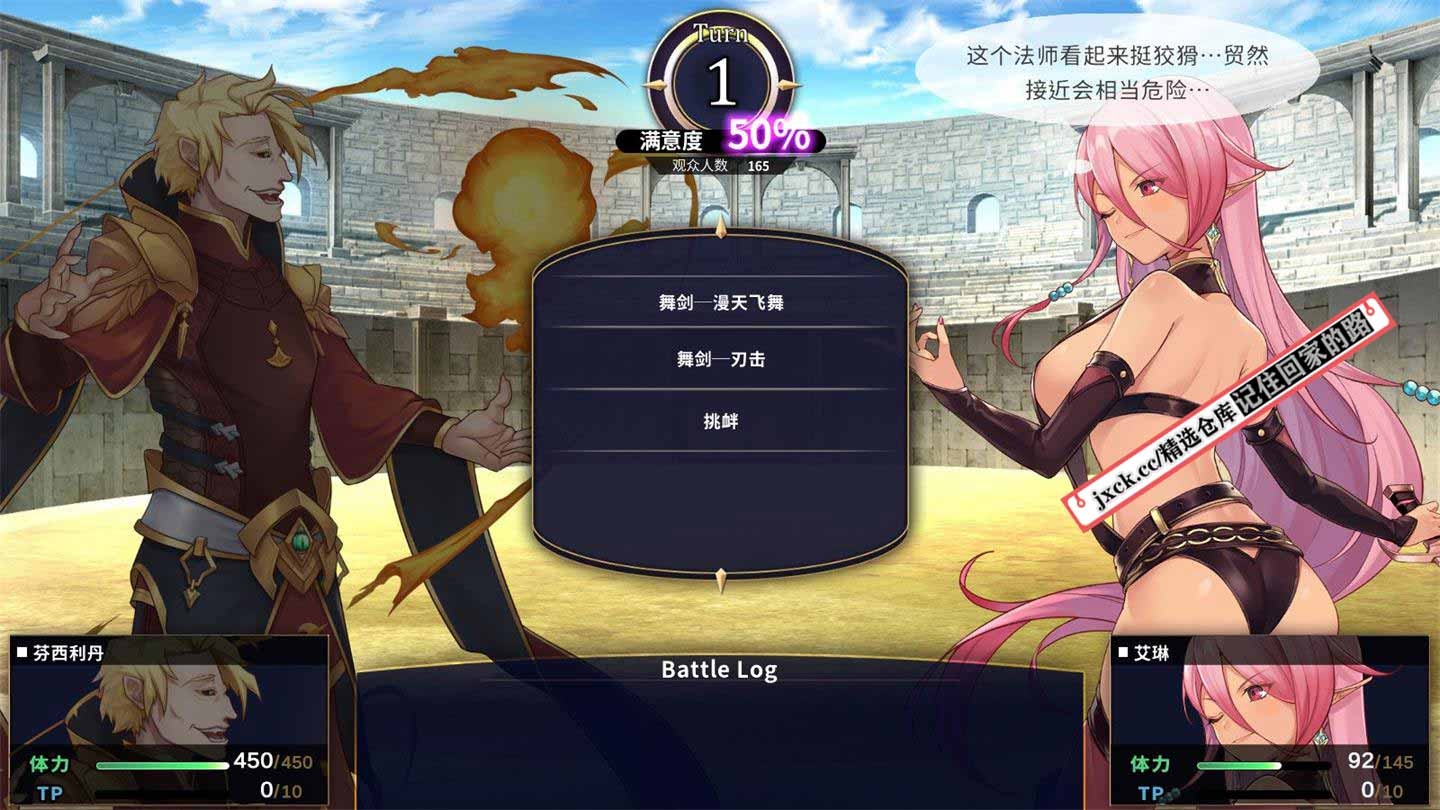 Turn
1
满意度 50%
观众人数 165
这个法师看起来挺狡猾…贸然
接近会相当危险…
舞剑─漫天飞舞
舞剑─刃击
挑衅
jxck.cc/精选仓库 记住回家的路
Battle Log
芬西利丹
体力 450/450
TP 0/10
艾琳
体力 92/145
TP 0/10